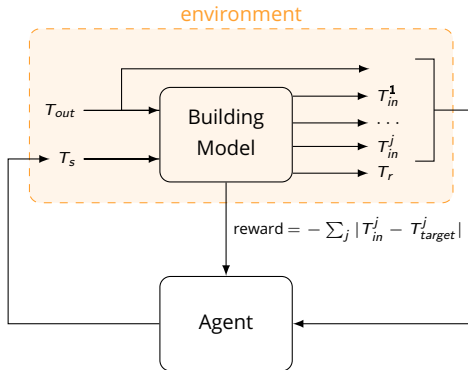 environment
T_out
T_s
Building
Model
T_in^1
...
T_in^j
T_r
reward = − ∑_j |T_in^j − T_target^j|
Agent